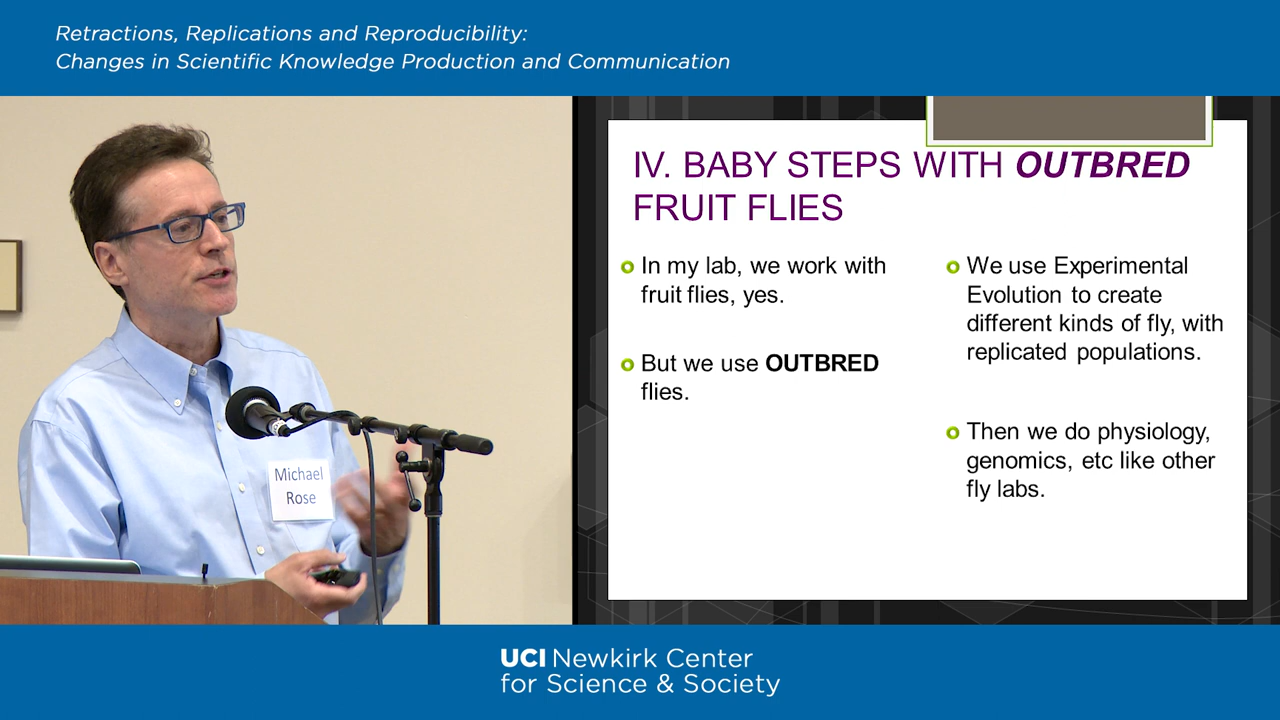 Retractions, Replications and Reproducibility:
Changes in Scientific Knowledge Production and Communication
Michael
Rose
IV. BABY STEPS WITH OUTBRED
FRUIT FLIES
In my lab, we work with
fruit flies, yes.
But we use OUTBRED
flies.
We use Experimental
Evolution to create
different kinds of fly, with
replicated populations.
Then we do physiology,
genomics, etc like other
fly labs.
UCI Newkirk Center
for Science & Society